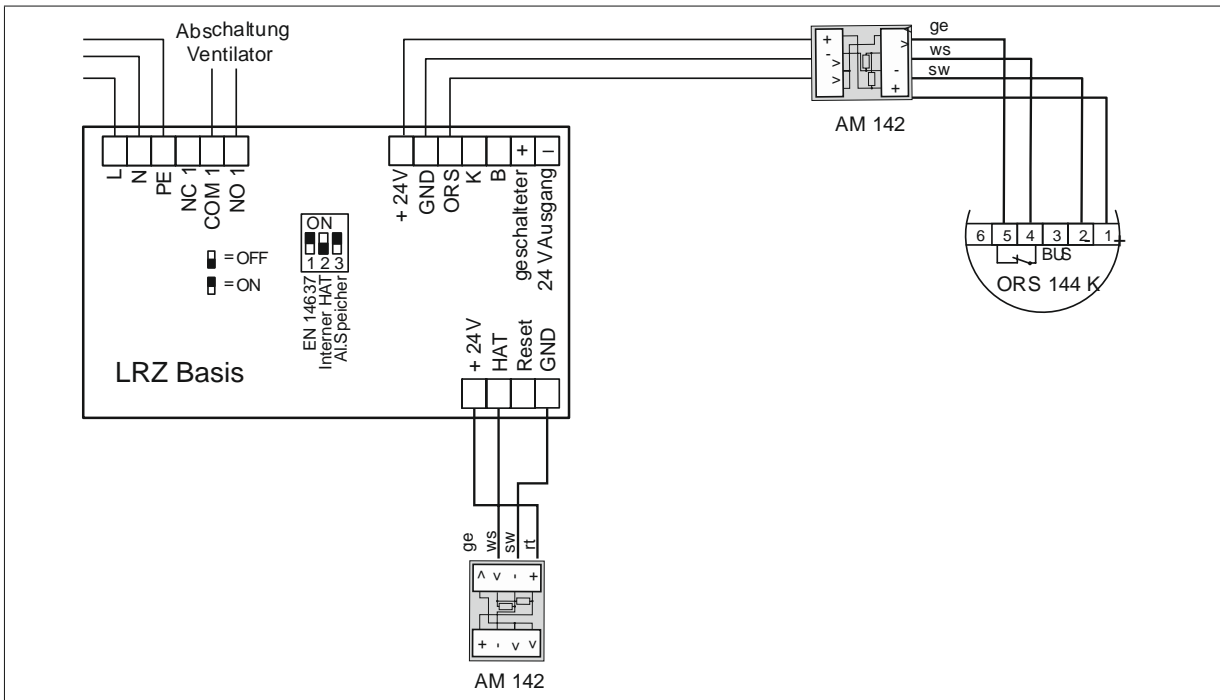 Abschaltung
Ventilator
L
N
PE
NC 1
COM 1
NO 1
+ 24V
GND
ORS
K
B
+
–
geschalteter
24 V Ausgang
ON
1 2 3
= OFF
= ON
EN 14637
Interner HAT
Al.Speicher
LRZ Basis
+ 24V
HAT
Reset
GND
ge
ws
sw
rt
^ v - +
+ - v v
AM 142
+
-
v
v
v
-
+
AM 142
ge
ws
sw
6 5 4 3 2 1
- +
BUS
ORS 144 K